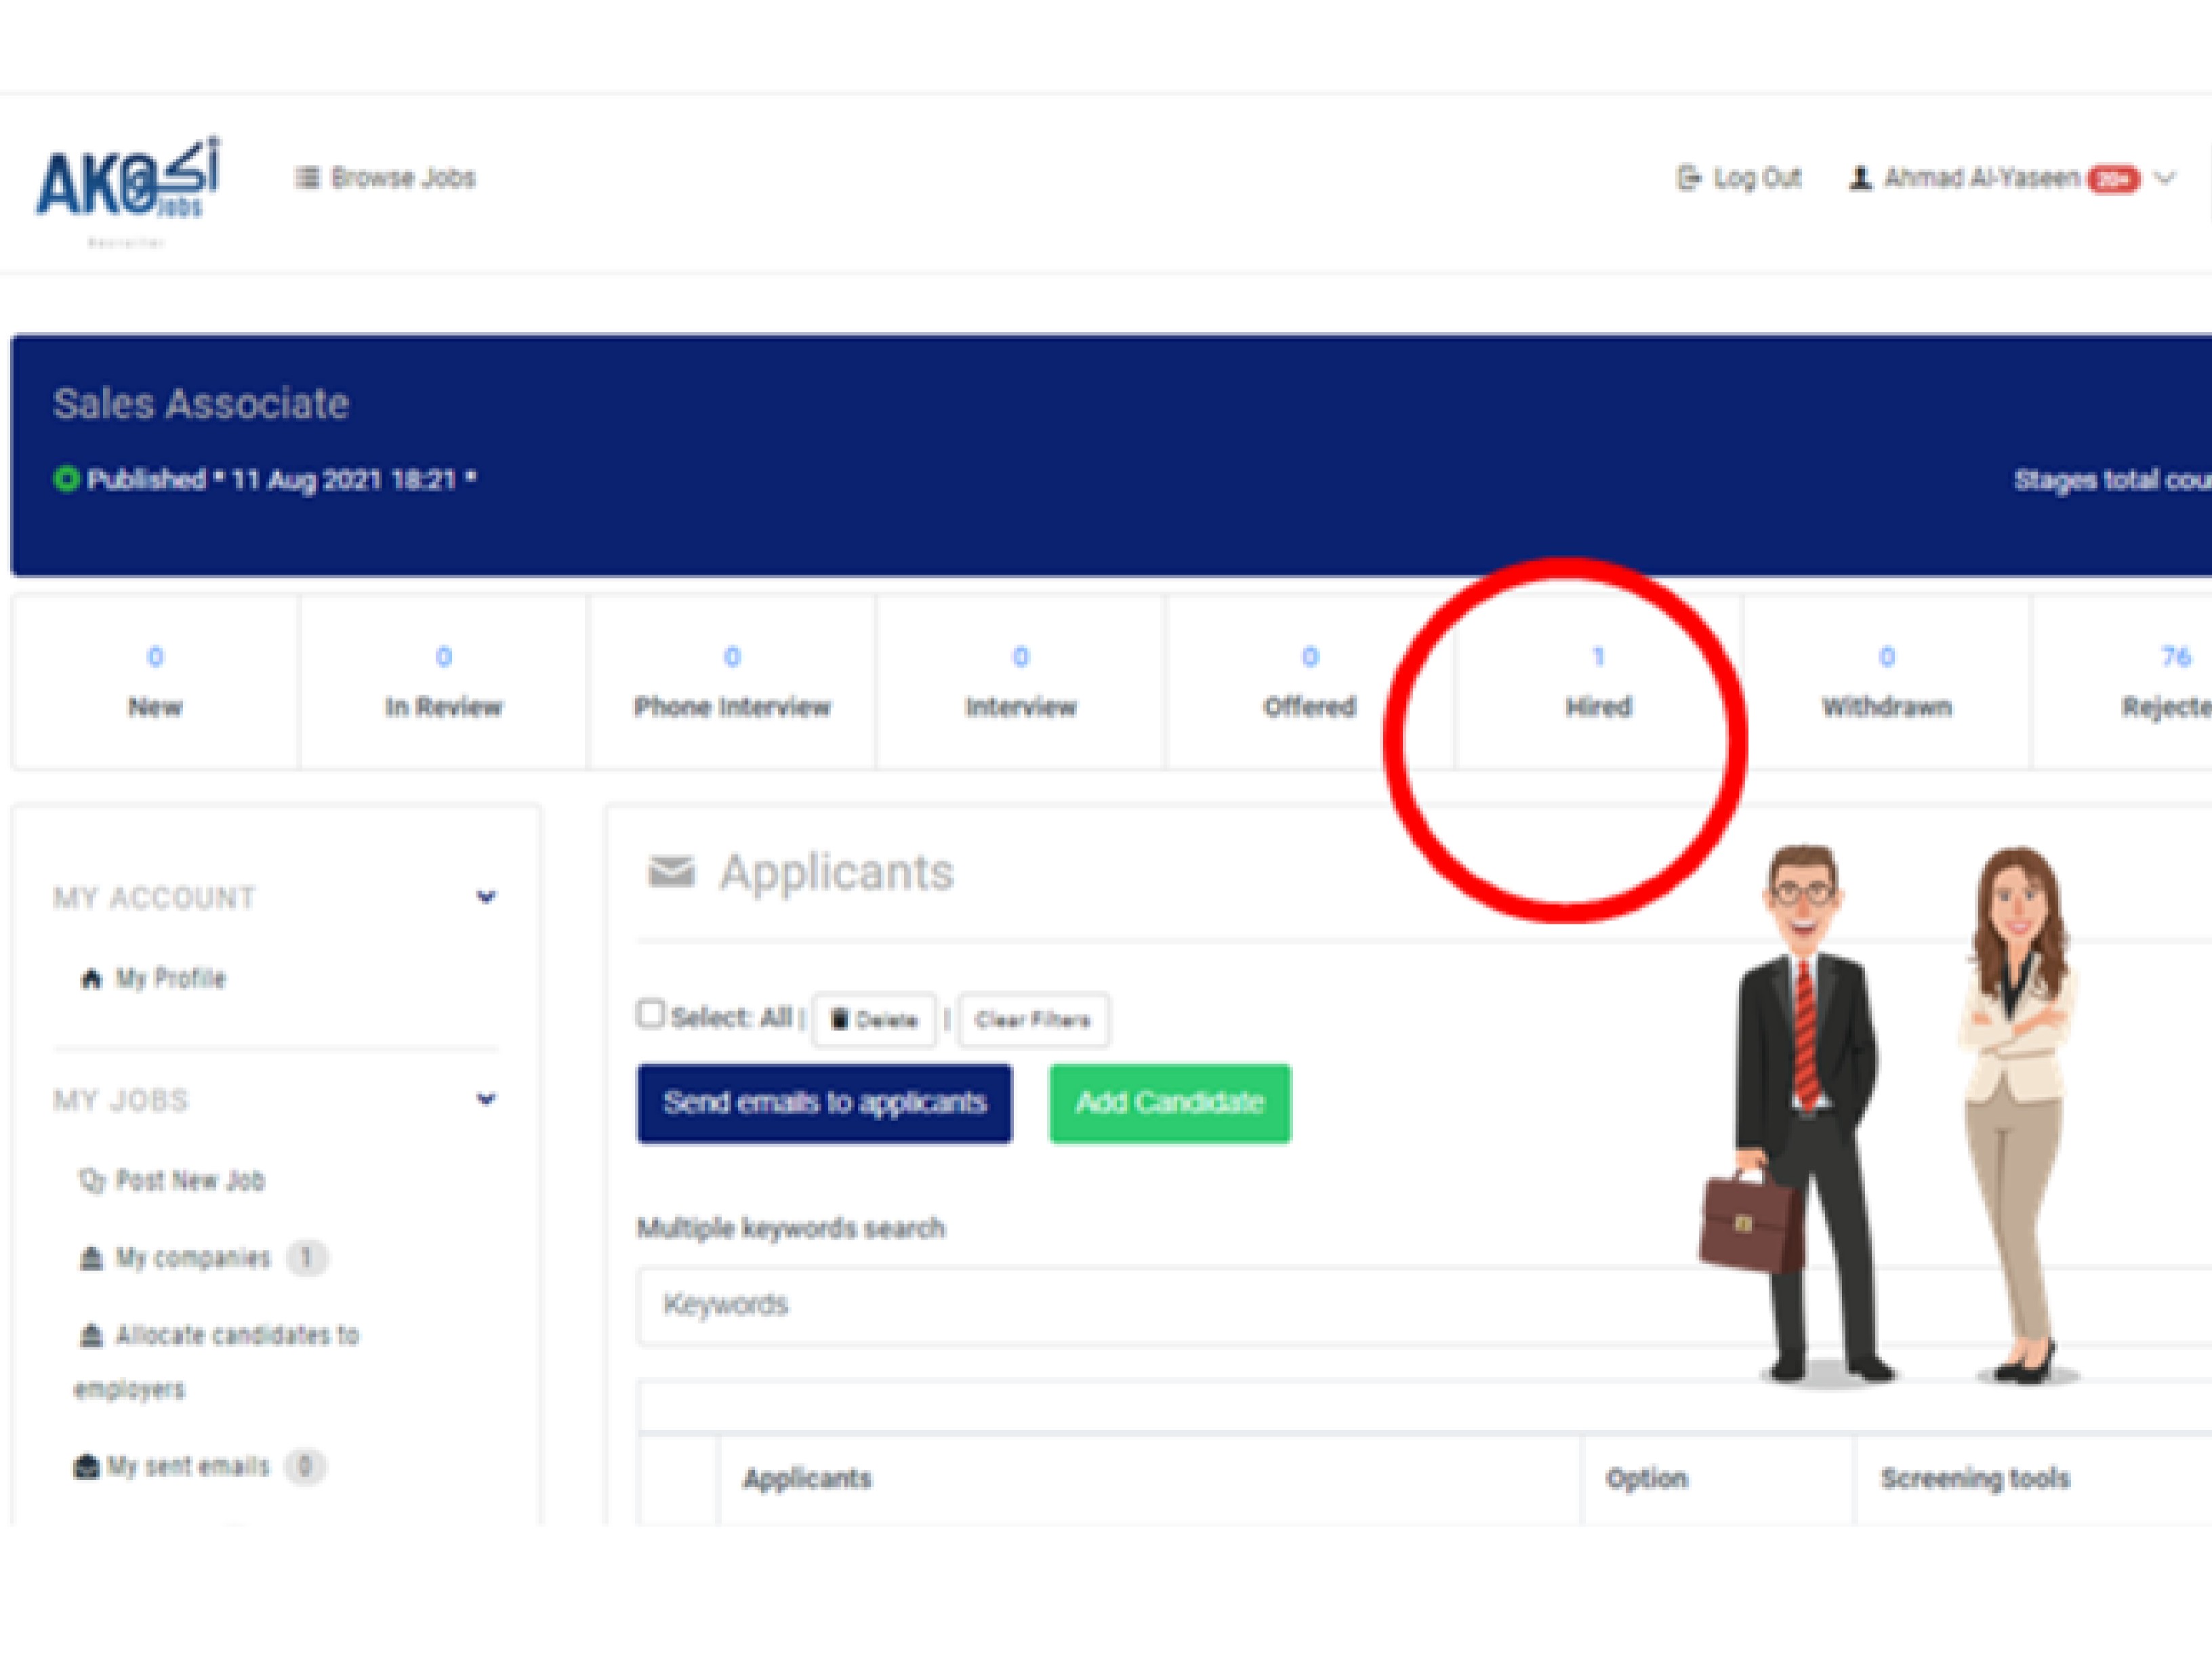 AKO أكو
Jobs
Recruiter
Browse Jobs
Log Out
Ahmad Al-Yaseen 20+
Sales Associate
Published * 11 Aug 2021 18:21 *
Stages total cou
0
New
0
In Review
0
Phone Interview
0
Interview
0
Offered
1
Hired
0
Withdrawn
76
Rejecte
MY ACCOUNT
My Profile
MY JOBS
Post New Job
My companies 1
Allocate candidates to
employers
My sent emails 0
Applicants
Select: All | Delete | Clear Filters
Send emails to applicants Add Candidate
Multiple keywords search
Keywords
Applicants Option Screening tools